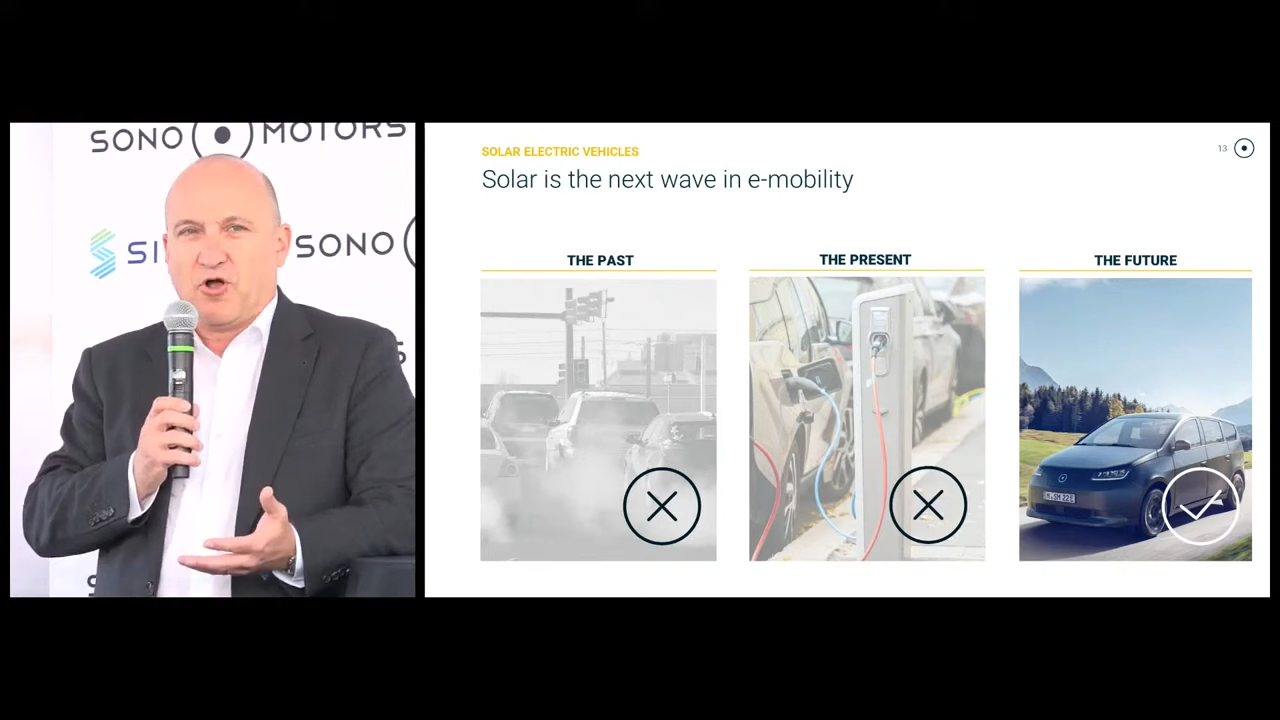 SONO MOTORS
SONO
SOLAR ELECTRIC VEHICLES
13
Solar is the next wave in e-mobility
THE PAST
THE PRESENT
THE FUTURE